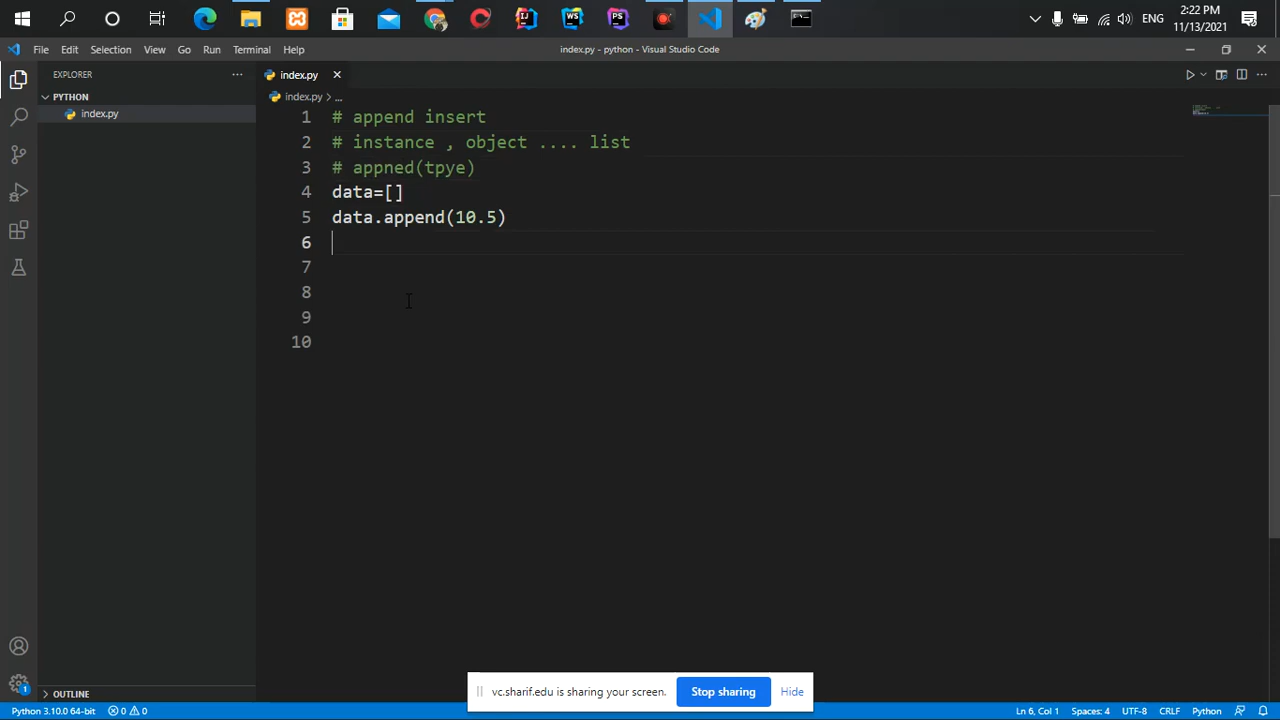 ENG
2:22 PM
11/13/2021
File Edit Selection View Go Run Terminal Help
index.py - python - Visual Studio Code
EXPLORER
index.py
PYTHON
index.py > ...
index.py
1 # append insert
2 # instance , object .... list
3 # appned(tpye)
4 data=[]
5 data.append(10.5)
6
7
8
9
10
OUTLINE
vc.sharif.edu is sharing your screen.
Stop sharing
Hide
Python 3.10.0 64-bit 0 0 Ln 6, Col 1 Spaces: 4 UTF-8 CRLF Python
1